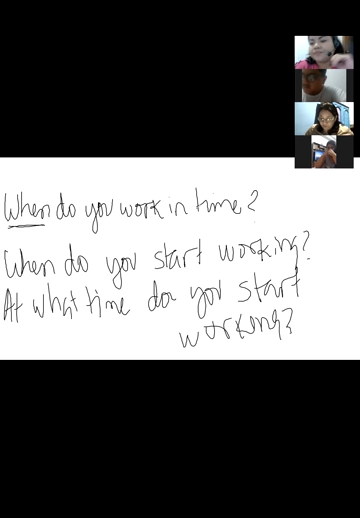 When do you work in time?
When do you start working?
At what time do you start
working?